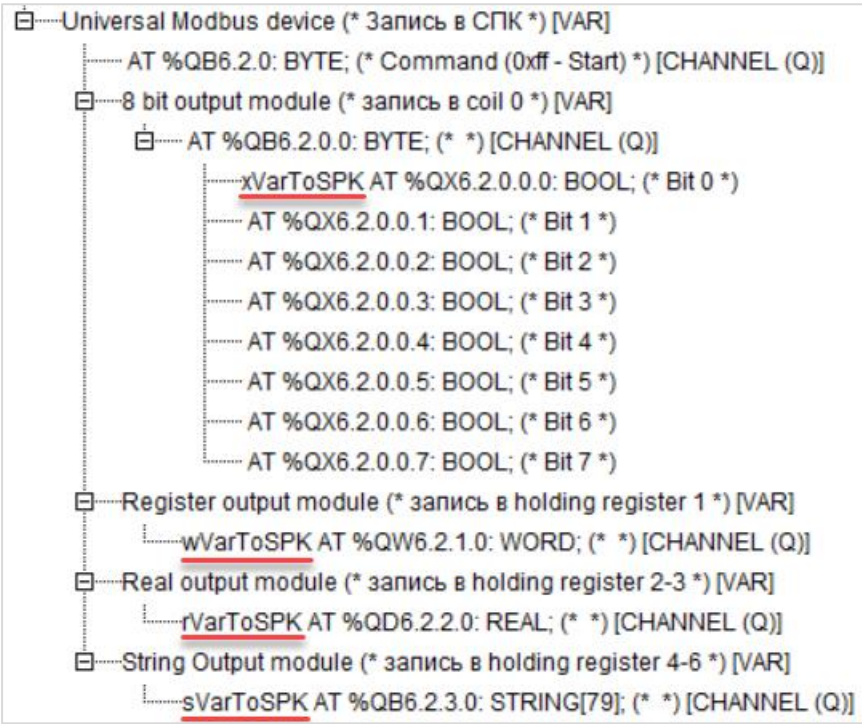 Universal Modbus device (* Запись в СПК *) [VAR]
AT %QB6.2.0: BYTE; (* Command (0xff - Start) *) [CHANNEL (Q)]
8 bit output module (* запись в coil 0 *) [VAR]
AT %QB6.2.0.0: BYTE; (* *) [CHANNEL (Q)]
xVarToSPK AT %QX6.2.0.0.0: BOOL; (* Bit 0 *)
AT %QX6.2.0.0.1: BOOL; (* Bit 1 *)
AT %QX6.2.0.0.2: BOOL; (* Bit 2 *)
AT %QX6.2.0.0.3: BOOL; (* Bit 3 *)
AT %QX6.2.0.0.4: BOOL; (* Bit 4 *)
AT %QX6.2.0.0.5: BOOL; (* Bit 5 *)
AT %QX6.2.0.0.6: BOOL; (* Bit 6 *)
AT %QX6.2.0.0.7: BOOL; (* Bit 7 *)
Register output module (* запись в holding register 1 *) [VAR]
wVarToSPK AT %QW6.2.1.0: WORD; (* *) [CHANNEL (Q)]
Real output module (* запись в holding register 2-3 *) [VAR]
rVarToSPK AT %QD6.2.2.0: REAL; (* *) [CHANNEL (Q)]
String Output module (* запись в holding register 4-6 *) [VAR]
sVarToSPK AT %QB6.2.3.0: STRING[79]; (* *) [CHANNEL (Q)]